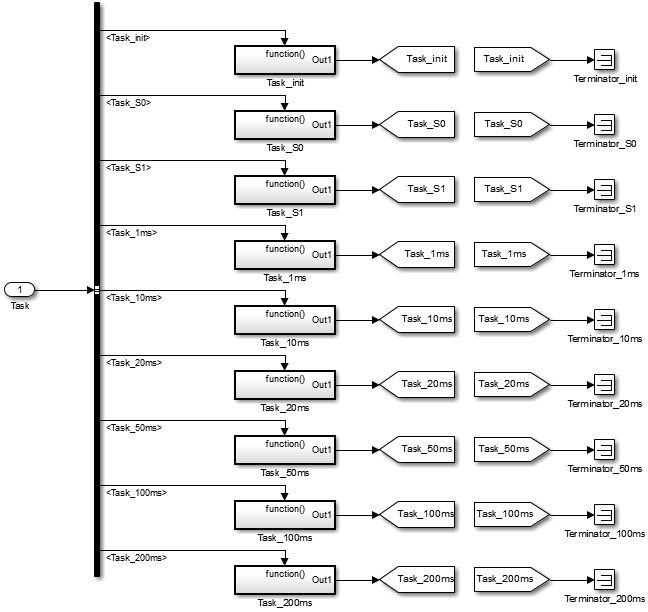 <Task_init>
function()
Out1
Task_init
Task_init
Task_init
Terminator_init
<Task_S0>
function()
Out1
Task_S0
Task_S0
Task_S0
Terminator_S0
<Task_S1>
function()
Out1
Task_S1
Task_S1
Task_S1
Terminator_S1
<Task_1ms>
function()
Out1
Task_1ms
Task_1ms
Task_1ms
Terminator_1ms
1
Task
<Task_10ms>
function()
Out1
Task_10ms
Task_10ms
Task_10ms
Terminator_10ms
<Task_20ms>
function()
Out1
Task_20ms
Task_20ms
Task_20ms
Terminator_20ms
<Task_50ms>
function()
Out1
Task_50ms
Task_50ms
Task_50ms
Terminator_50ms
<Task_100ms>
function()
Out1
Task_100ms
Task_100ms
Task_100ms
Terminator_100ms
<Task_200ms>
function()
Out1
Task_200ms
Task_200ms
Task_200ms
Terminator_200ms